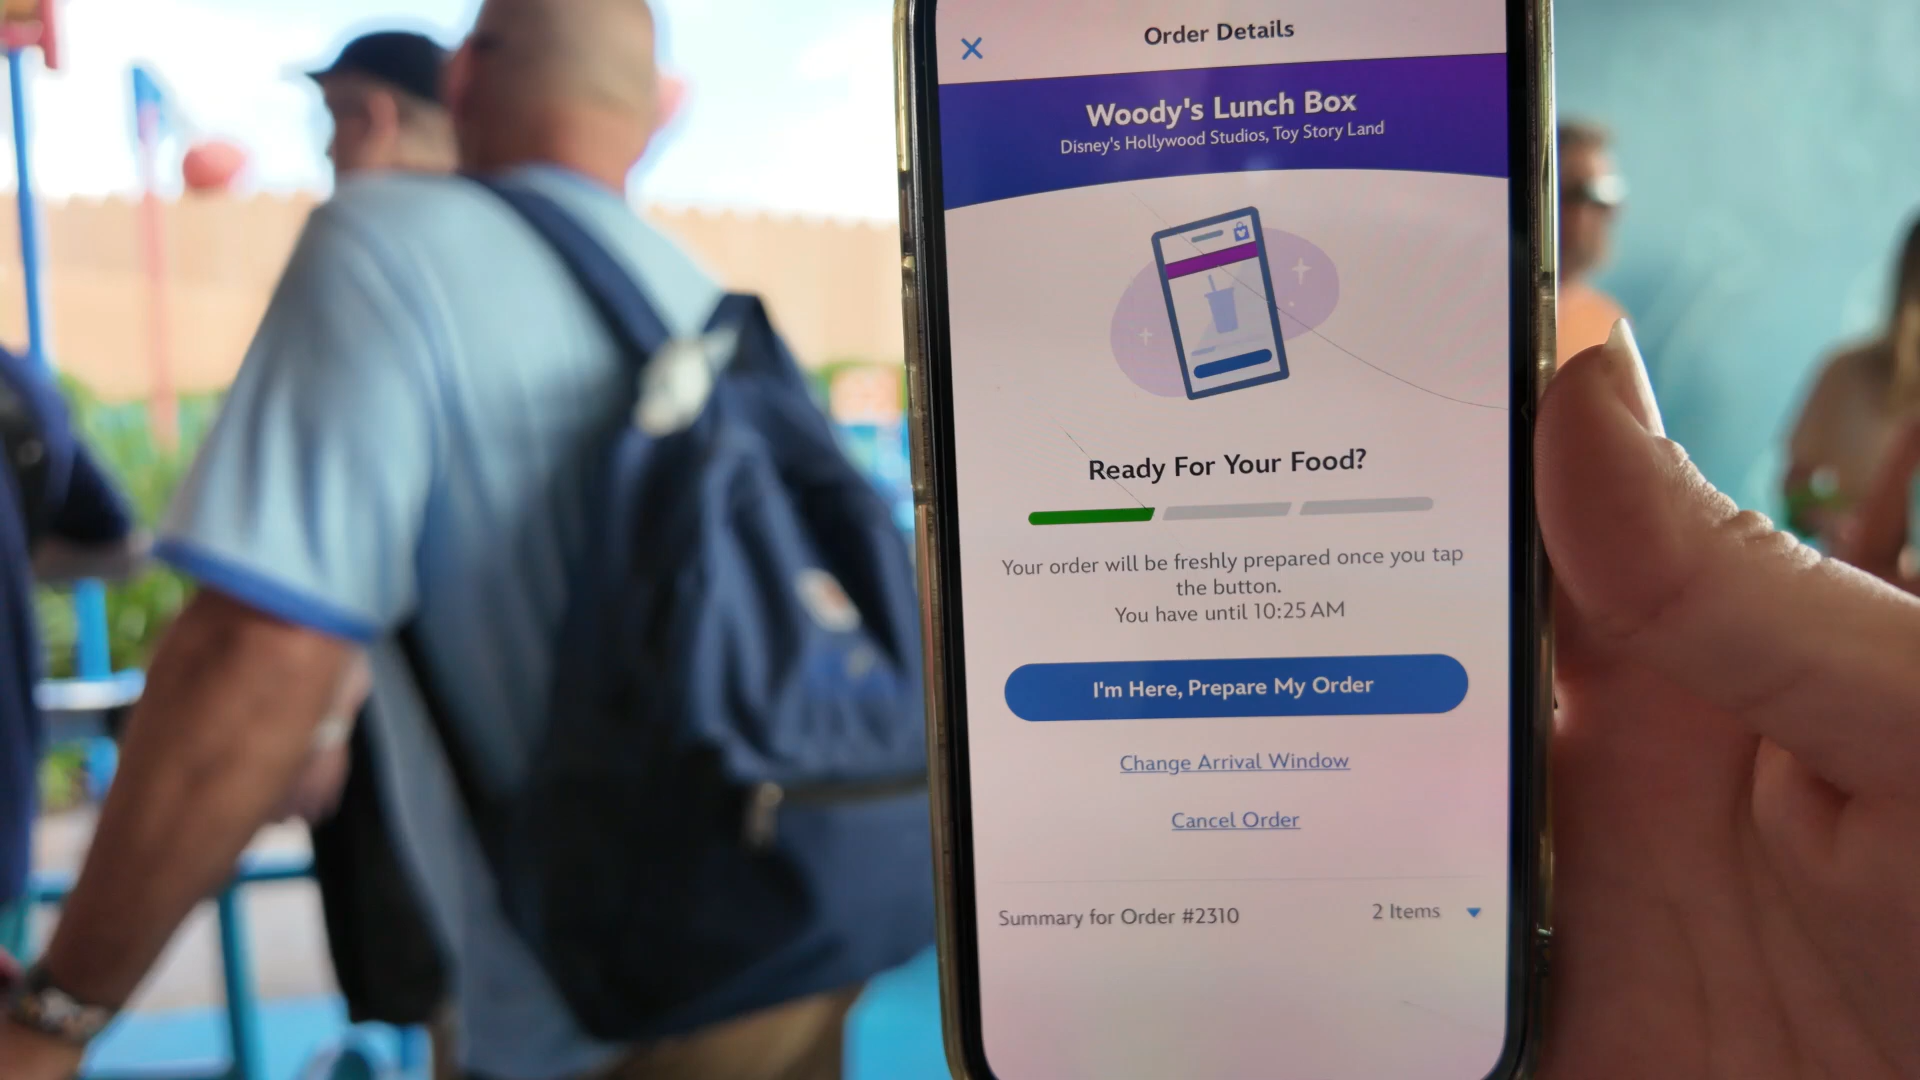 Order Details
Woody's Lunch Box
Disney's Hollywood Studios, Toy Story Land
Ready For Your Food?
Your order will be freshly prepared once you tap
the button.
You have until 10:25 AM
I'm Here, Prepare My Order
Change Arrival Window
Cancel Order
Summary for Order #2310 2 Items